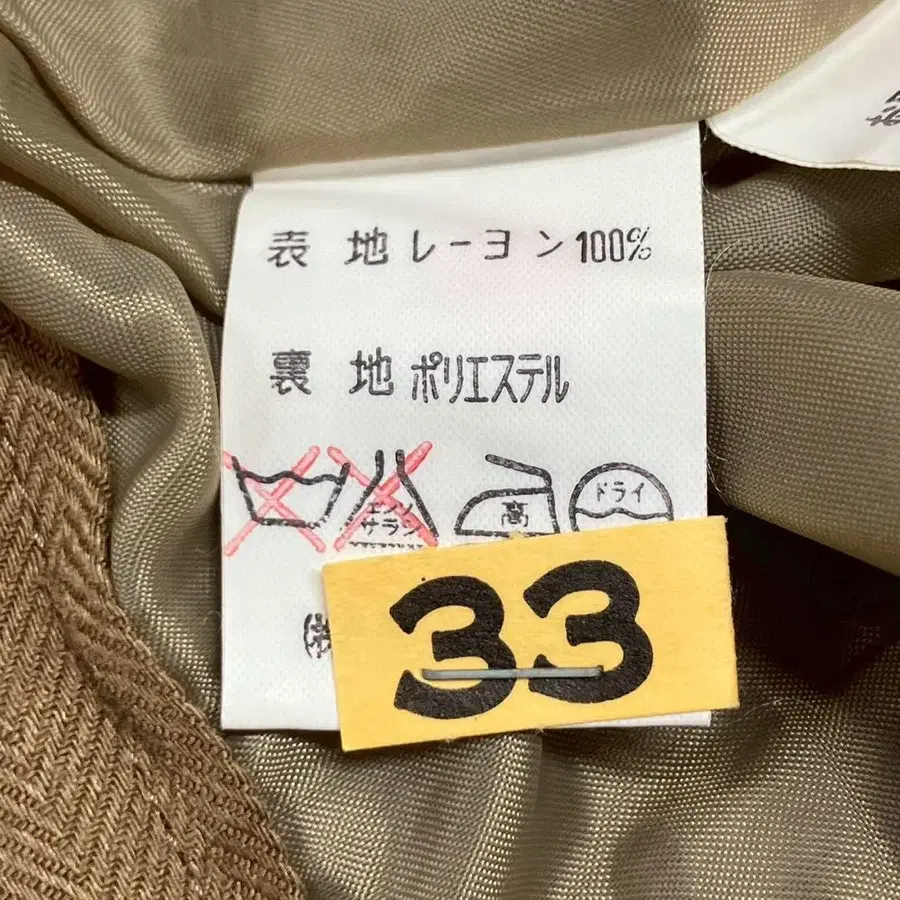 表 地 レーヨン 100%
裏 地 ポリエステル
エンソ
サラシ
高
ドライ
33